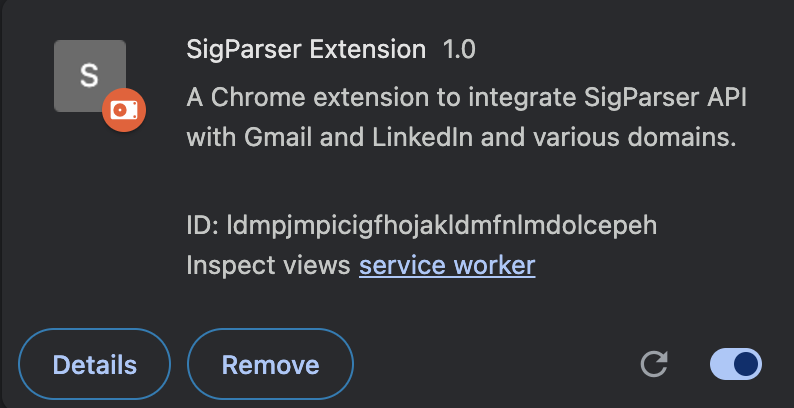 S
SigParser Extension 1.0
A Chrome extension to integrate SigParser API
with Gmail and LinkedIn and various domains.
ID: ldmpjmpicigfhojakldmfnlmdolcepeh
Inspect views service worker
Details Remove